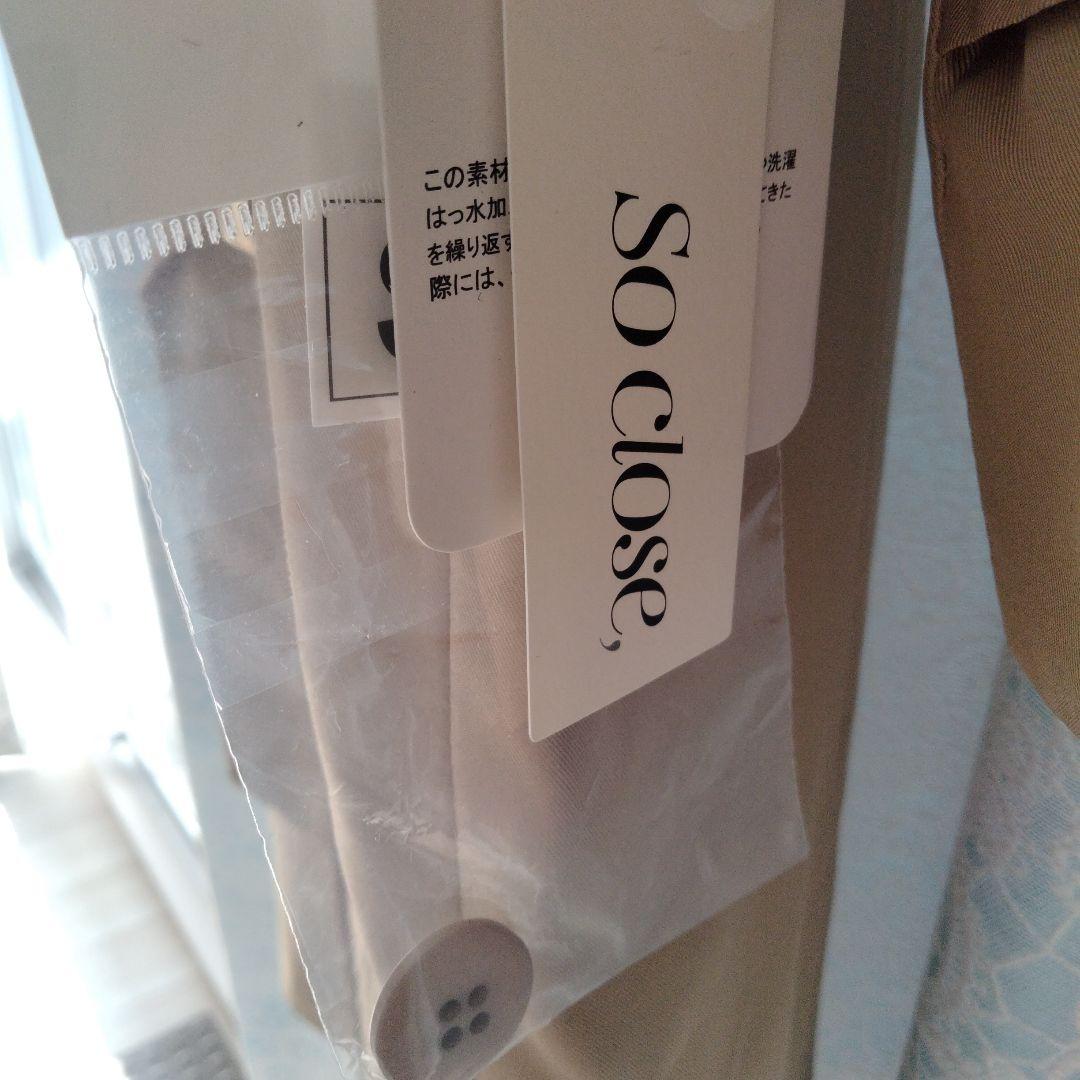 この素材
はっ水加
を繰り返す
際には、
洗濯
てきた
So close,